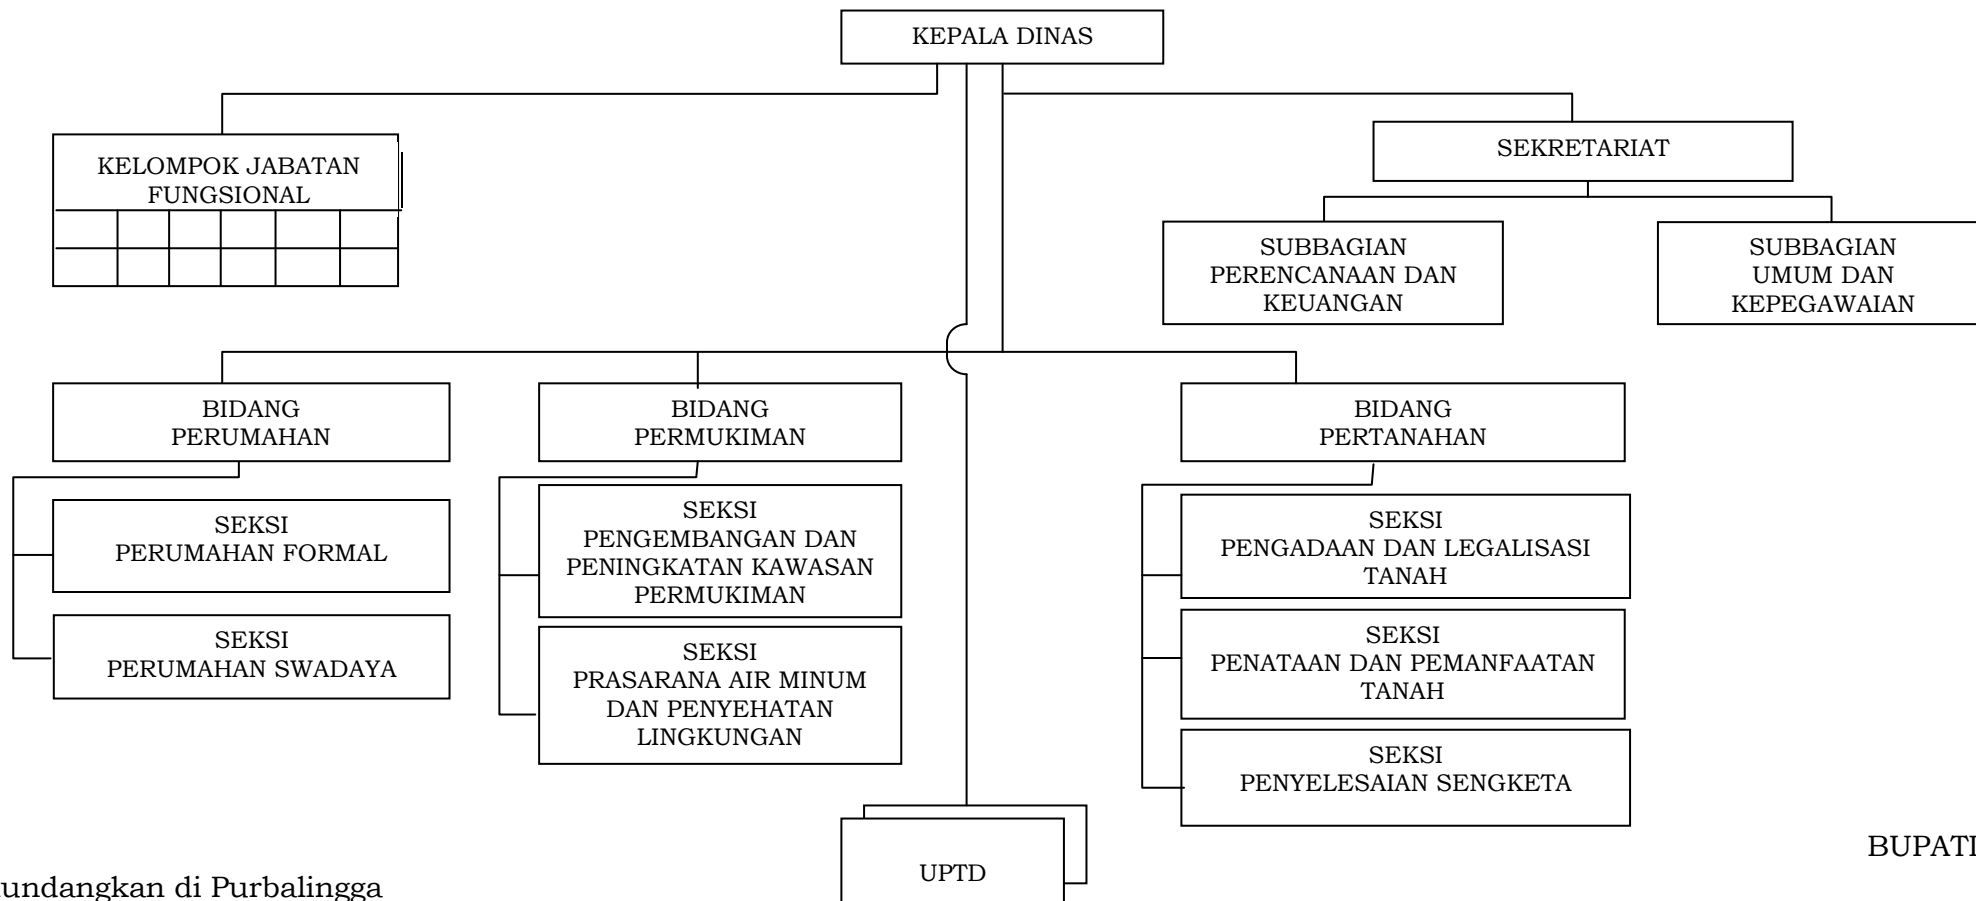 KEPALA DINAS
KELOMPOK JABATAN
FUNGSIONAL
SEKRETARIAT
SUBBAGIAN
PERENCANAAN DAN
KEUANGAN
SUBBAGIAN
UMUM DAN
KEPEGAWAIAN
BIDANG
PERUMAHAN
SEKSI
PERUMAHAN FORMAL
SEKSI
PERUMAHAN SWADAYA
BIDANG
PERMUKIMAN
SEKSI
PENGEMBANGAN DAN
PENINGKATAN KAWASAN
PERMUKIMAN
SEKSI
PRASARANA AIR MINUM
DAN PENYEHATAN
LINGKUNGAN
BIDANG
PERTANAHAN
SEKSI
PENGADAAN DAN LEGALISASI
TANAH
SEKSI
PENATAAN DAN PEMANFAATAN
TANAH
SEKSI
PENYELESAIAN SENGKETA
UPTD
BUPATI
undangkan di Purbalingga